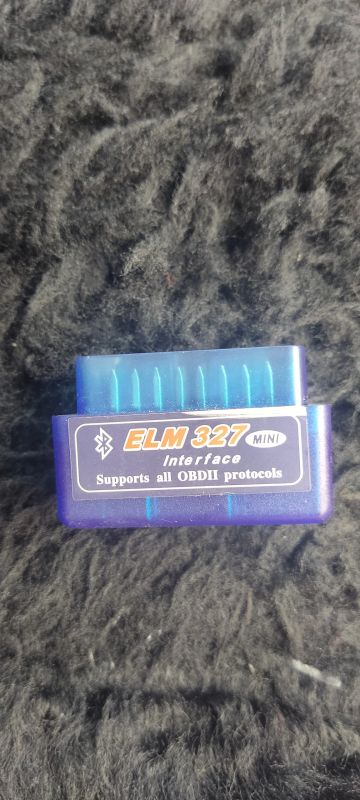 ELM 327 MINI
Interface
Supports all OBDII protocols